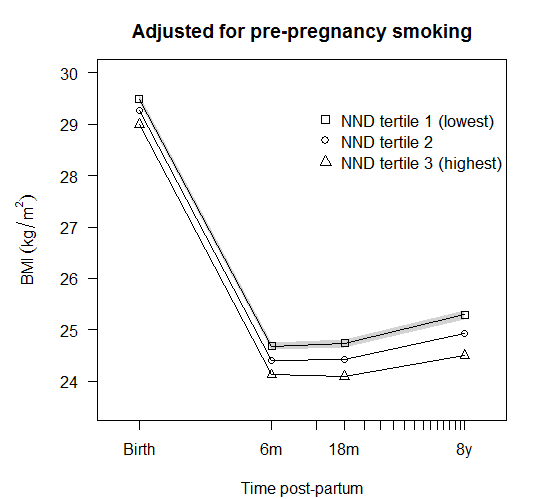 Adjusted for pre-pregnancy smoking
30
29
28
27
26
25
24
BMI (kg/m²)
NND tertile 1 (lowest)
NND tertile 2
NND tertile 3 (highest)
Birth
6m
18m
8y
Time post-partum